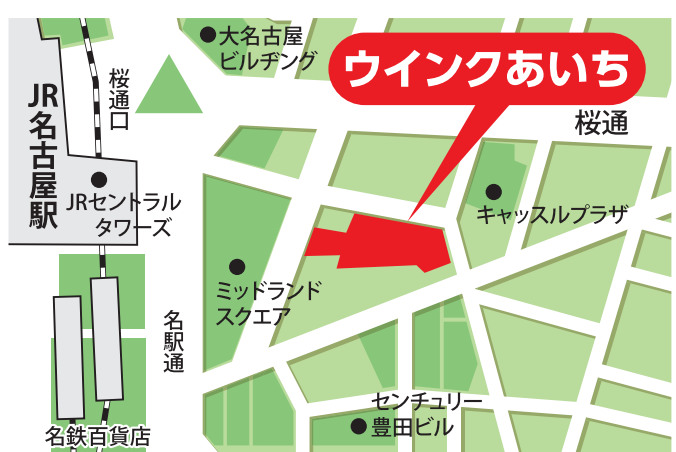 大名古屋
ビルヂング
ウインクあいち
桜通口
桜通
JR名古屋駅
JRセントラル
タワーズ
キャッスルプラザ
ミッドランド
スクエア
名駅通
センチュリー
豊田ビル
名鉄百貨店